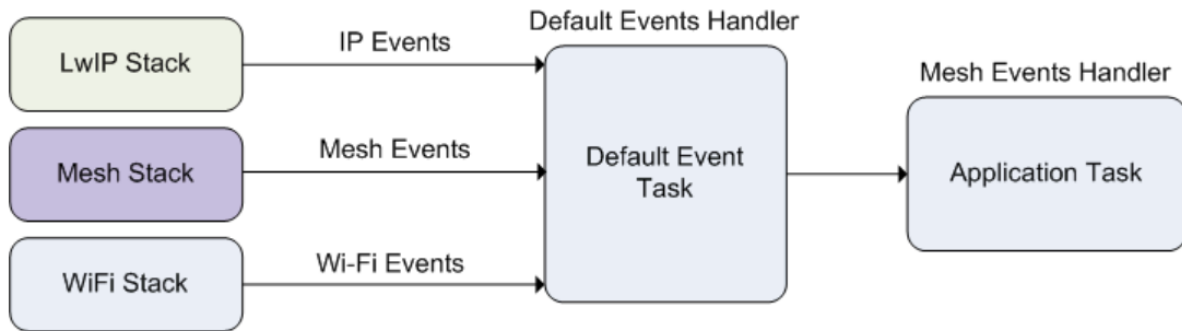 Default Events Handler
LwIP Stack
IP Events
Mesh Events Handler
Mesh Stack
Mesh Events
Default Event
Task
Application Task
WiFi Stack
Wi-Fi Events